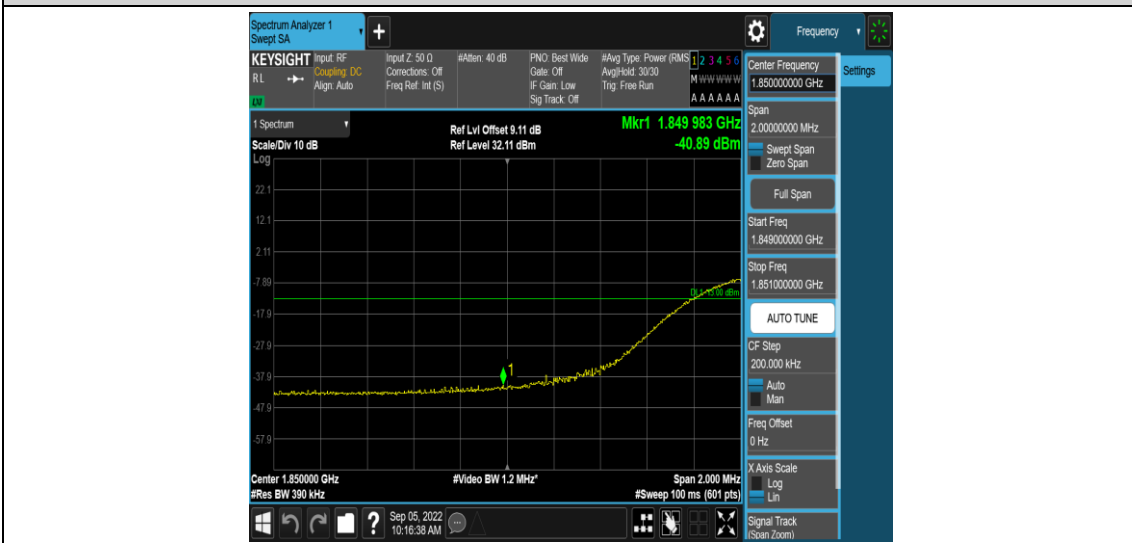 Spectrum Analyzer 1
Swept SA
+
Frequency
KEYSIGHT
RL
LXI
Input: RF
Coupling: DC
Align: Auto
Input Z: 50 Ω
Corrections: Off
Freq Ref: Int (S)
#Atten: 40 dB
PNO: Best Wide
Gate: Off
IF Gain: Low
Sig Track: Off
#Avg Type: Power (RMS
Avg|Hold: 30/30
Trig: Free Run
1 2 3 4 5 6
M W W W W W
A A A A A A
1 Spectrum
Scale/Div 10 dB
Ref Lvl Offset 9.11 dB
Ref Level 32.11 dBm
Mkr1 1.849 983 GHz
-40.89 dBm
Log
22.1
12.1
2.11
-7.89
-17.9
-27.9
-37.9
-47.9
-57.9
DL1 -13.00 dBm
1
Center 1.850000 GHz
#Res BW 390 kHz
#Video BW 1.2 MHz*
Span 2.000 MHz
#Sweep 100 ms (601 pts)
Center Frequency
1.850000000 GHz
Settings
Span
2.00000000 MHz
Swept Span
Zero Span
Full Span
Start Freq
1.849000000 GHz
Stop Freq
1.851000000 GHz
AUTO TUNE
CF Step
200.000 kHz
Auto
Man
Freq Offset
0 Hz
X Axis Scale
Log
Lin
Signal Track
(Span Zoom)
?
Sep 05, 2022
10:16:38 AM